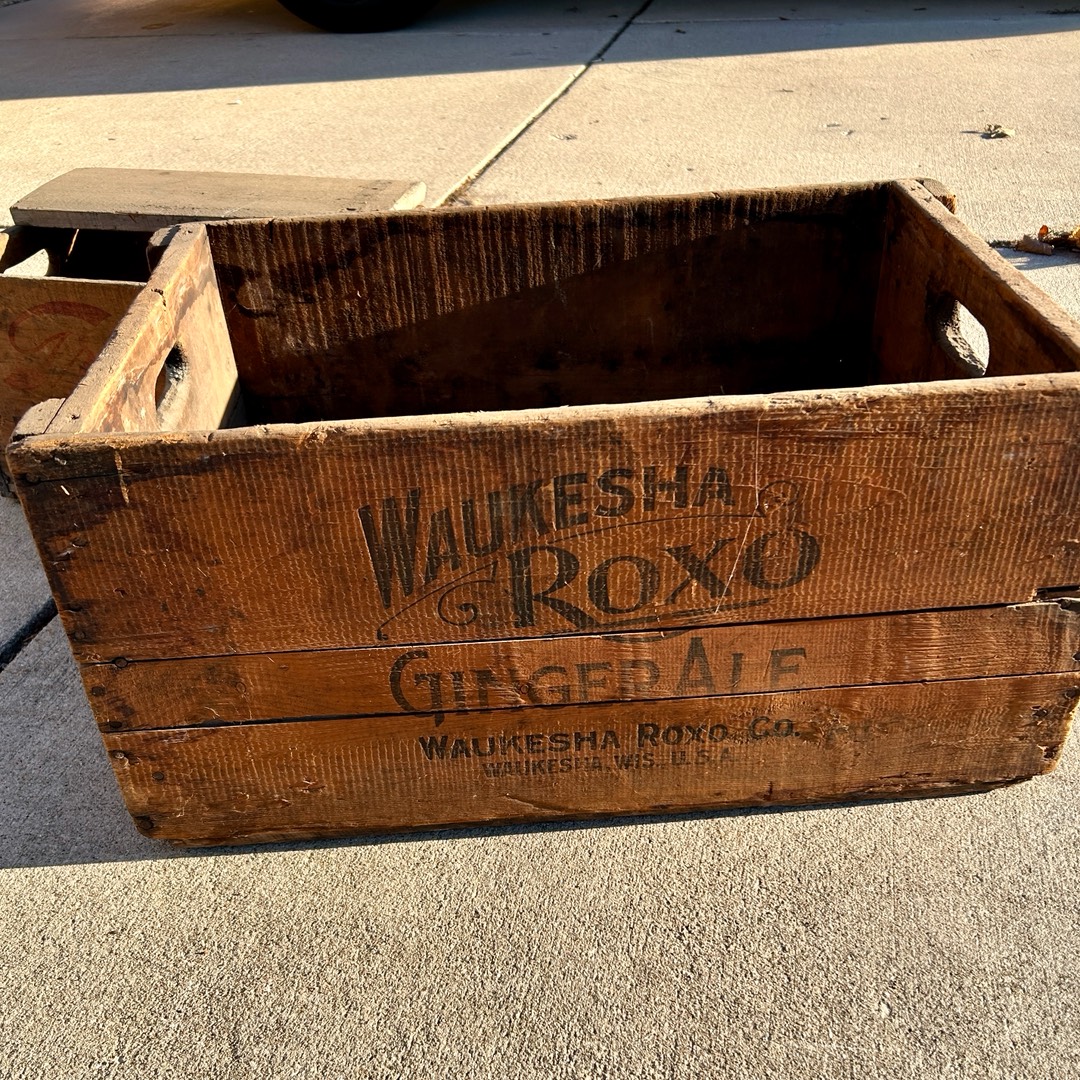 WAUKESHA
ROXO
GINGER ALE
WAUKESHA ROXO CO.
WAUKESHA, WIS. U.S.A.